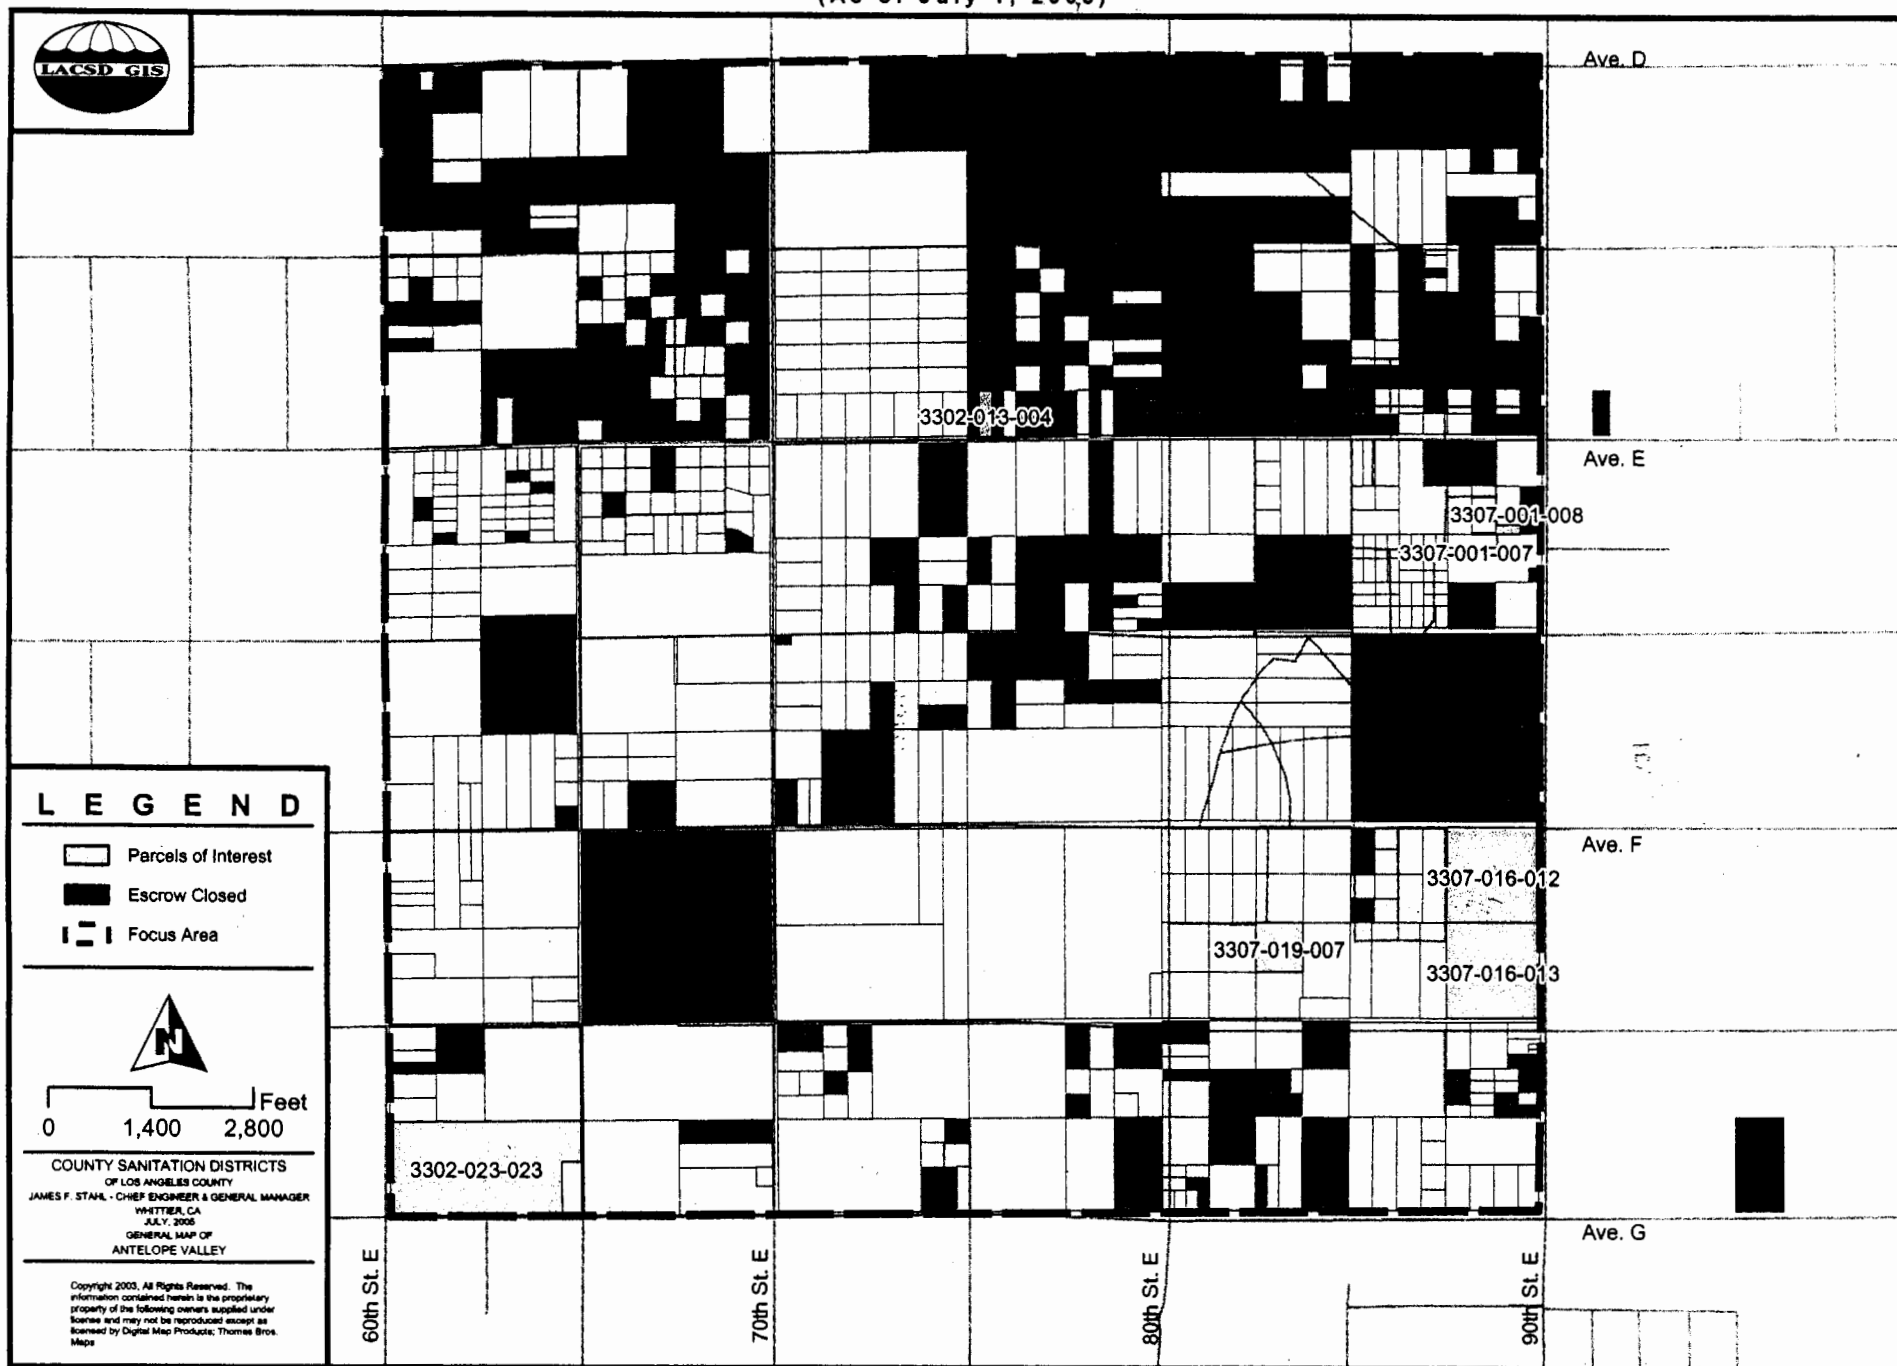 LACSD GIS
Ave. D
3302-013-004
Ave. E
3307-001-008
3307-001-007
Ave. F
3307-016-012
3307-019-007
3307-016-013
3302-023-023
Ave. G
60th St. E
70th St. E
80th St. E
90th St. E
LEGEND
Parcels of Interest
Escrow Closed
Focus Area
N
Feet
0 1,400 2,800
COUNTY SANITATION DISTRICTS
OF LOS ANGELES COUNTY
JAMES F. STAHL - CHIEF ENGINEER & GENERAL MANAGER
WHITTIER, CA
JULY, 2005
GENERAL MAP OF
ANTELOPE VALLEY
Copyright 2003, All Rights Reserved. The
information contained herein is the proprietary
property of the following owners supplied under
license and may not be reproduced except as
licensed by Digital Map Products; Thomas Bros.
Maps